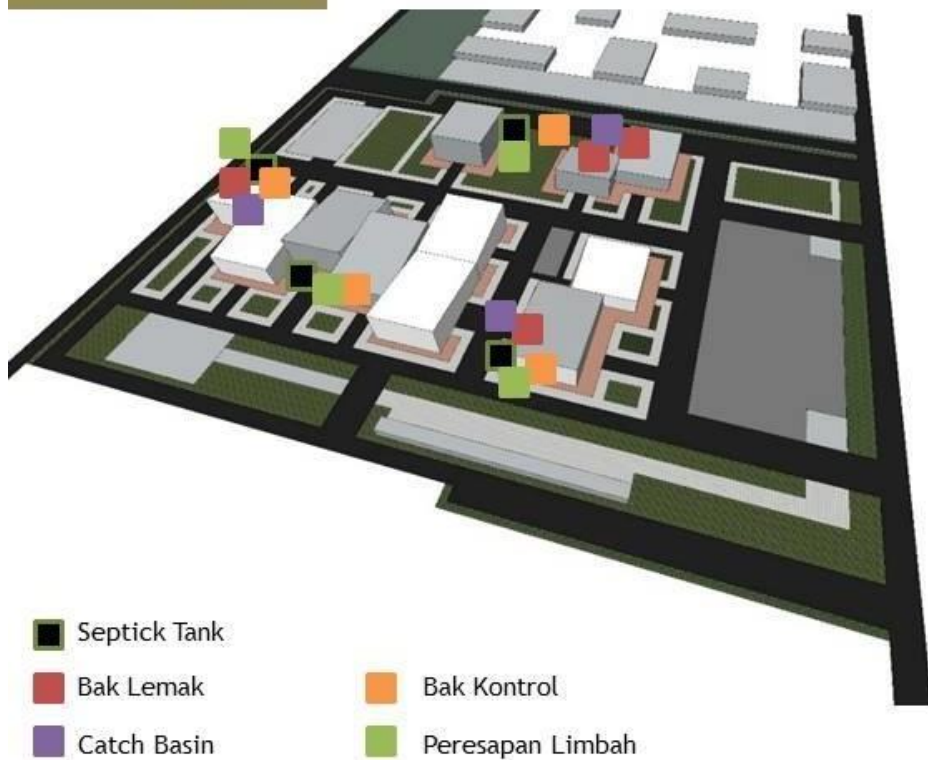 Septick Tank
Bak Lemak
Bak Kontrol
Catch Basin
Peresapan Limbah